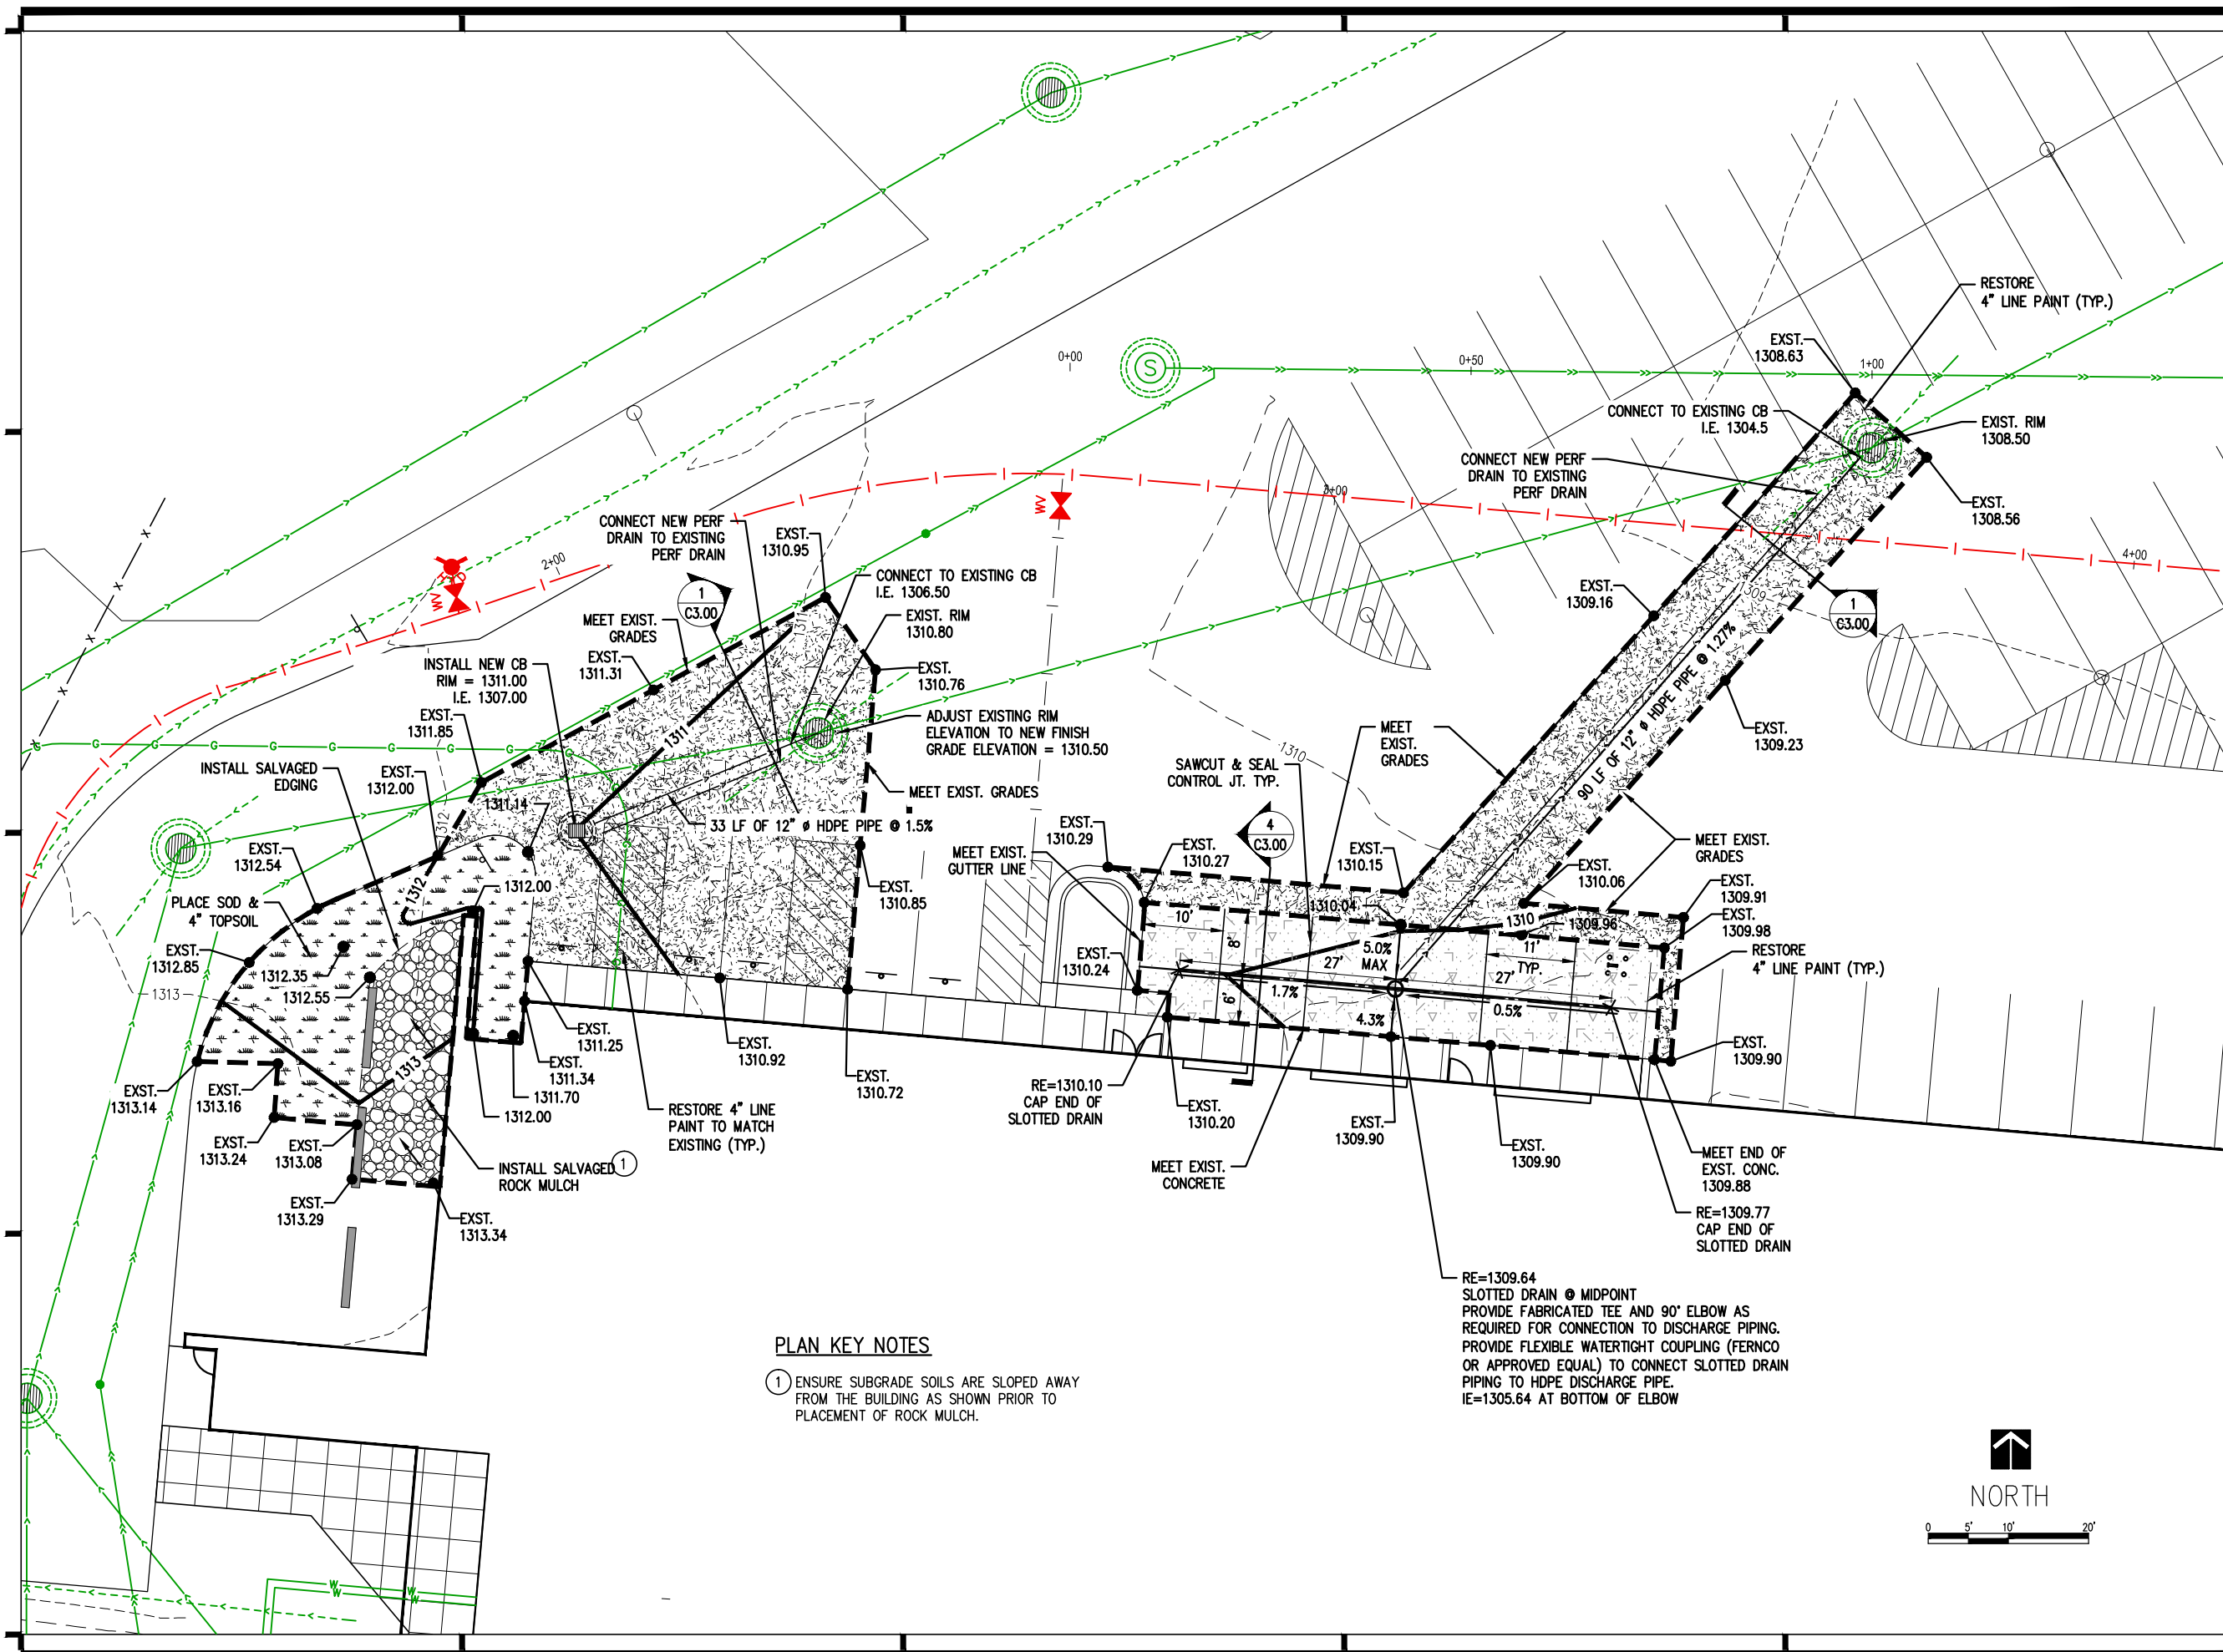 0+00
0+50
1+00
2+00
3+00
4+00
RESTORE
4" LINE PAINT (TYP.)
EXST.
1308.63
CONNECT TO EXISTING CB
I.E. 1304.5
EXIST. RIM
1308.50
CONNECT NEW PERF
DRAIN TO EXISTING
PERF DRAIN
EXST.
1308.56
WV
HYD
WV
CONNECT NEW PERF
DRAIN TO EXISTING
PERF DRAIN
EXST.
1310.95
CONNECT TO EXISTING CB
I.E. 1306.50
1
C3.00
EXIST. RIM
1310.80
MEET EXIST.
GRADES
EXST.
1311.31
INSTALL NEW CB
RIM = 1311.00
I.E. 1307.00
EXST.
1310.76
EXST.
1311.85
ADJUST EXISTING RIM
ELEVATION TO NEW FINISH
GRADE ELEVATION = 1310.50
MEET EXIST. GRADES
1311
33 LF OF 12" ø HDPE PIPE @ 1.5%
INSTALL SALVAGED
EDGING
EXST.
1312.00
1311.14
1312
1312
EXST.
1312.54
PLACE SOD &
4" TOPSOIL
1312.00
EXST.
1312.85
1312.35
1312.55
1313
1313
EXST.
1310.85
EXST.
1311.25
EXST.
1311.34
1311.70
1312.00
EXST.
1310.92
EXST.
1310.72
EXST.
1313.14
EXST.
1313.16
EXST.
1313.24
EXST.
1313.08
EXST.
1313.29
EXST.
1313.34
INSTALL SALVAGED
ROCK MULCH
1
RESTORE 4" LINE
PAINT TO MATCH
EXISTING (TYP.)
EXST.
1309.16
1
C3.00
1309
90 LF OF 12" ø HDPE PIPE @ 1.27%
EXST.
1309.23
1310
MEET
EXIST.
GRADES
SAWCUT & SEAL
CONTROL JT. TYP.
4
C3.00
EXST.
1310.29
MEET EXIST.
GUTTER LINE
EXST.
1310.27
EXST.
1310.15
EXST.
1310.06
MEET EXIST.
GRADES
EXST.
1309.91
EXST.
1309.98
RESTORE
4" LINE PAINT (TYP.)
1310.04
1310
1309.96
10'
8'
5.0%
MAX
27'
11'
TYP.
27'
1.7%
6'
4.3%
0.5%
EXST.
1310.24
RE=1310.10
CAP END OF
SLOTTED DRAIN
EXST.
1310.20
MEET EXIST.
CONCRETE
EXST.
1309.90
EXST.
1309.90
EXST.
1309.90
MEET END OF
EXST. CONC.
1309.88
RE=1309.77
CAP END OF
SLOTTED DRAIN
RE=1309.64
SLOTTED DRAIN @ MIDPOINT
PROVIDE FABRICATED TEE AND 90° ELBOW AS
REQUIRED FOR CONNECTION TO DISCHARGE PIPING.
PROVIDE FLEXIBLE WATERTIGHT COUPLING (FERNCO
OR APPROVED EQUAL) TO CONNECT SLOTTED DRAIN
PIPING TO HDPE DISCHARGE PIPE.
IE=1305.64 AT BOTTOM OF ELBOW
PLAN KEY NOTES
1 ENSURE SUBGRADE SOILS ARE SLOPED AWAY
FROM THE BUILDING AS SHOWN PRIOR TO
PLACEMENT OF ROCK MULCH.
NORTH
0 5' 10' 20'